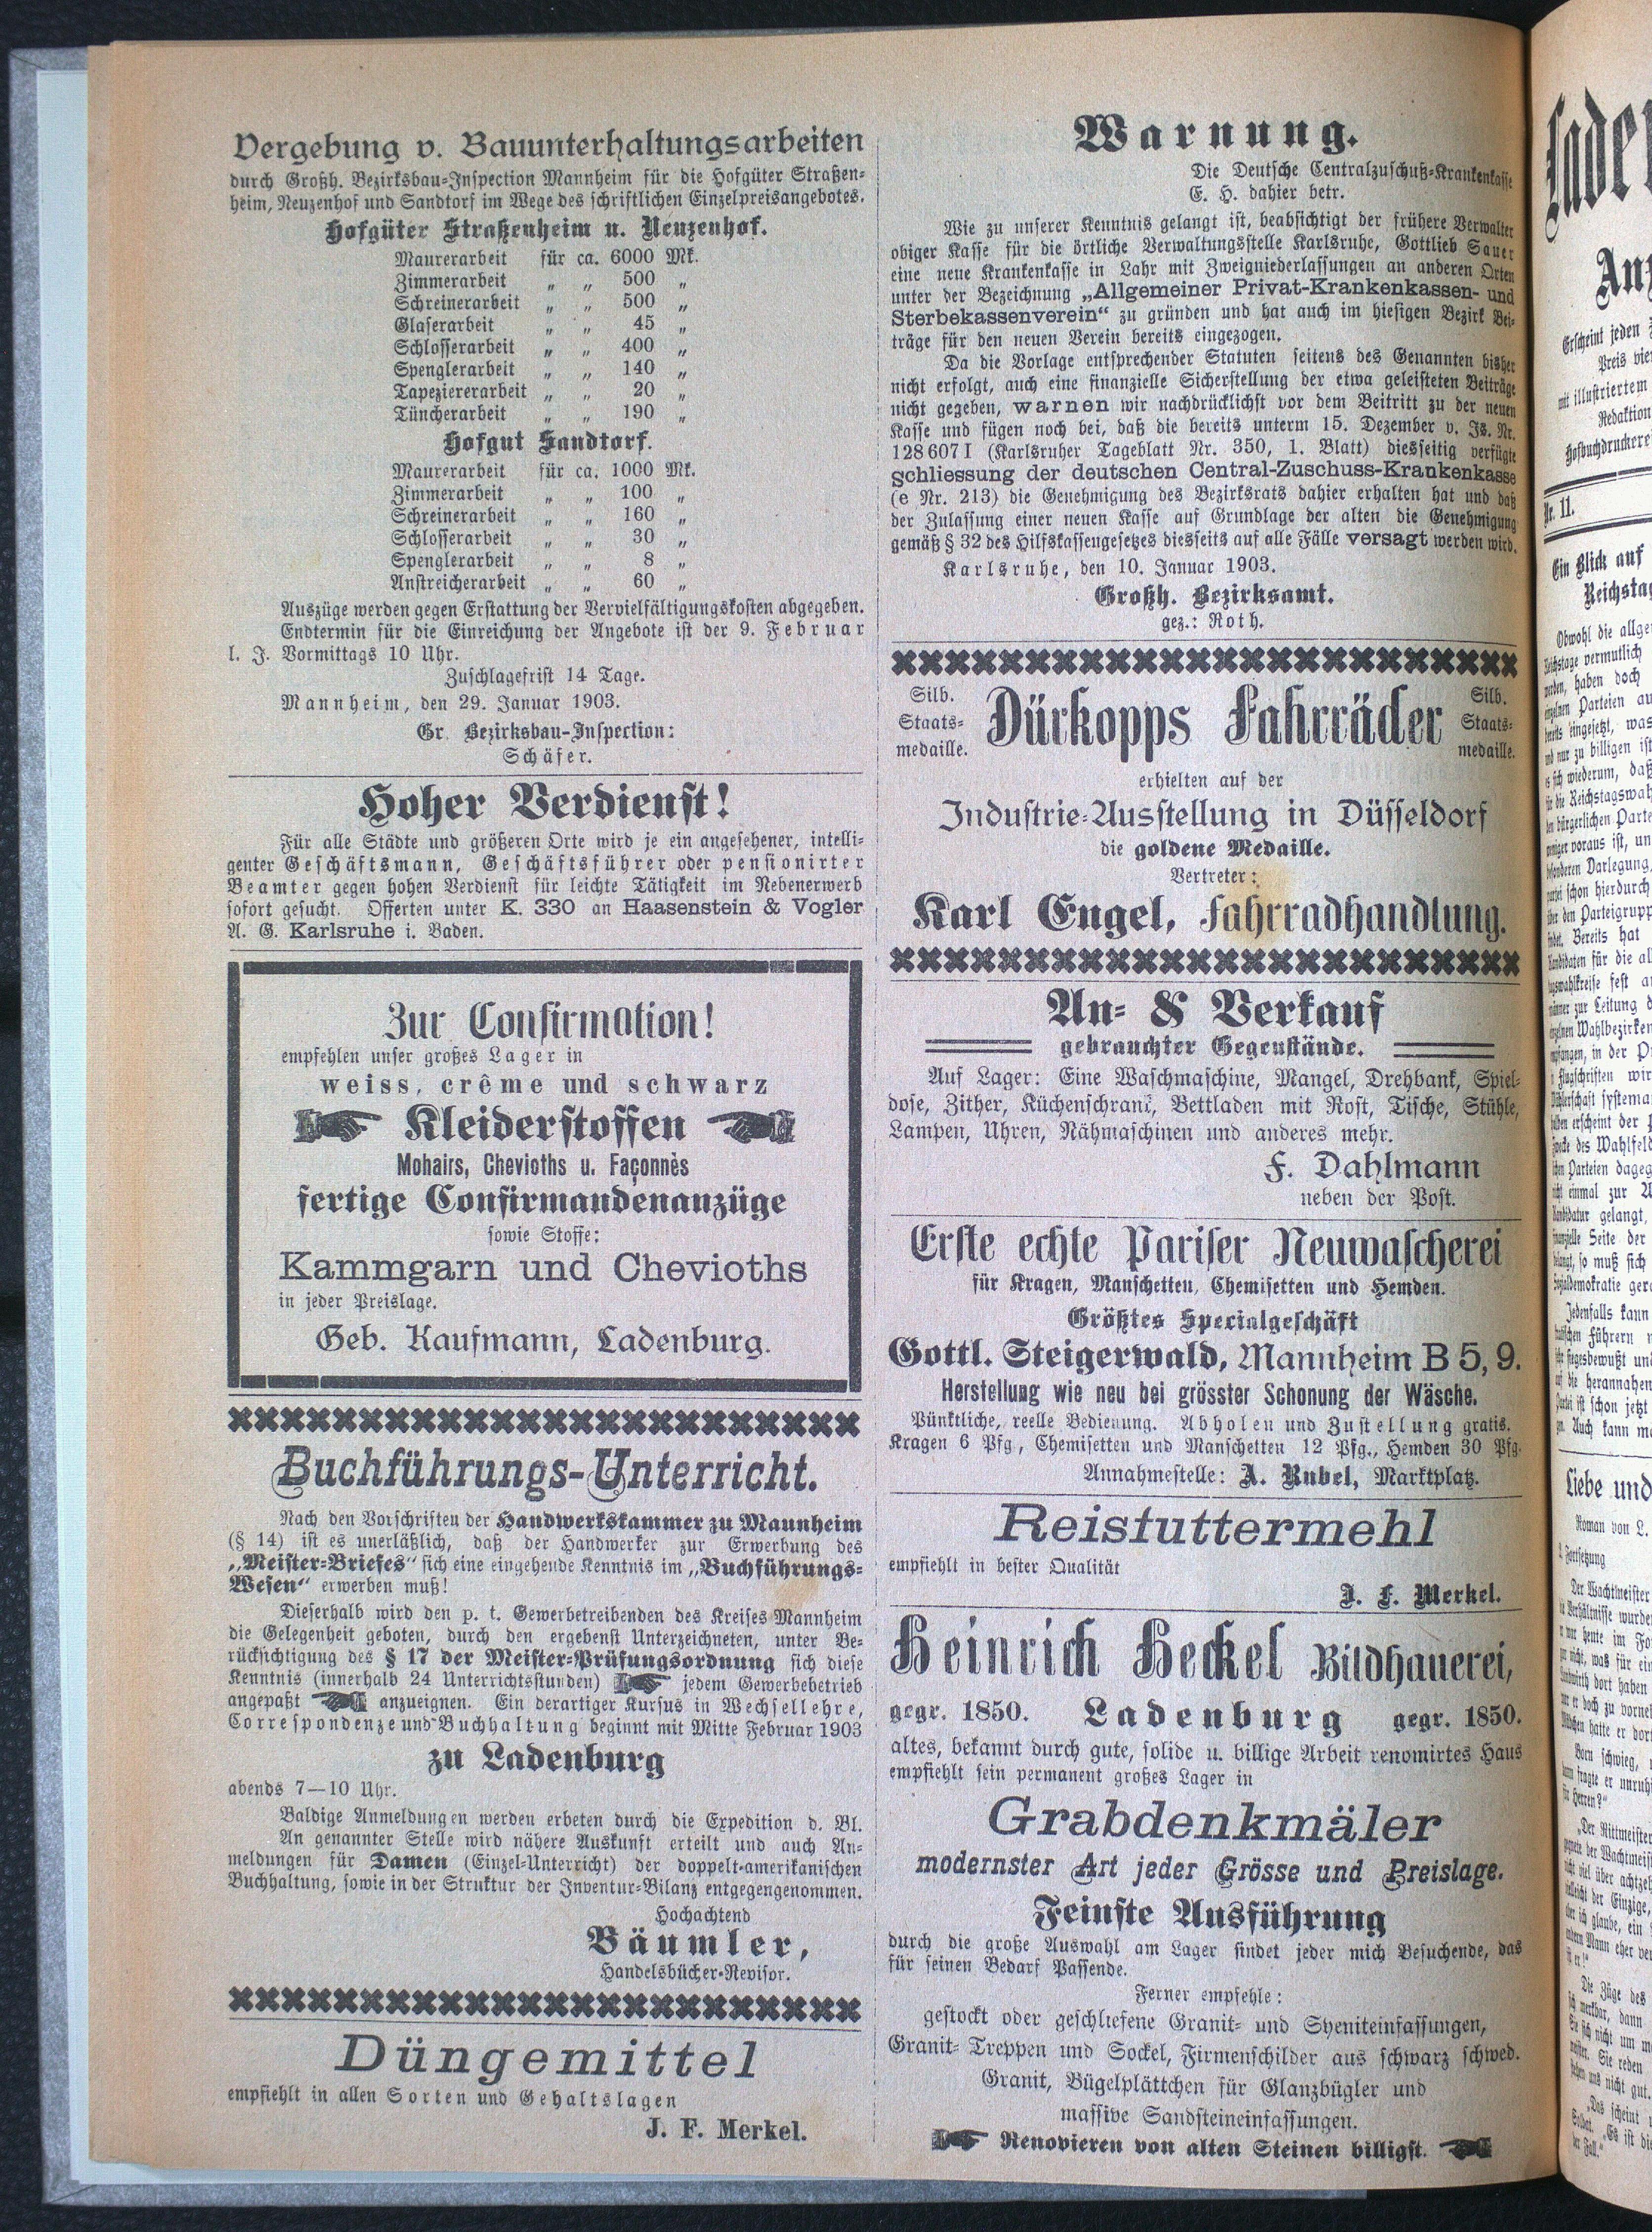 Vergebung v. Bauunterhaltungsarbeiten
durch Großh. Bezirksbau-Inspection Mannheim für die Hofgüter Straßen-
heim, Neuzenhof und Sandtorf im Wege des schriftlichen Einzelpreisangebotes.
Hofgüter Straßenheim u. Neuzenhof.
Maurerarbeit für ca. 6000 Mk.
Zimmerarbeit „ „ 500 „
Schreinerarbeit „ „ 500 „
Glaserarbeit „ „ 45 „
Schlosserarbeit „ „ 400 „
Spenglerarbeit „ „ 140 „
Tapeziererarbeit „ „ 20 „
Tüncherarbeit „ „ 190 „
Hofgut Sandtorf.
Maurerarbeit für ca. 1000 Mk.
Zimmerarbeit „ „ 100 „
Schreinerarbeit „ „ 160 „
Schlosserarbeit „ „ 30 „
Spenglerarbeit „ „ 8 „
Anstreicherarbeit „ „ 60 „
Auszüge werden gegen Erstattung der Vervielfältigungskosten abgegeben.
Endtermin für die Einreichung der Angebote ist der 9. Februar
l. J. Vormittags 10 Uhr.
Zuschlagsfrist 14 Tage.
Mannheim, den 29. Januar 1903.
Gr. Bezirksbau-Inspection:
Schäfer.
Hoher Verdienst!
Für alle Städte und größeren Orte wird je ein angesehener, intelli-
genter Geschäftsmann, Geschäftsführer oder pensionirter
Beamter gegen hohen Verdienst für leichte Tätigkeit im Nebenerwerb
sofort gesucht. Offerten unter K. 330 an Haasenstein & Vogler
A. G. Karlsruhe i. Baden.
Zur Confirmation!
empfehlen unser großes Lager in
weiss, crême und schwarz
Kleiderstoffen
Mohairs, Chevioths u. Façonnès
fertige Confirmandenanzüge
sowie Stoffe:
Kammgarn und Chevioths
in jeder Preislage.
Geb. Kaufmann, Ladenburg.
Buchführungs-Unterricht.
Nach den Vorschriften der Handwerkskammer zu Mannheim
(§ 14) ist es unerläßlich, daß der Handwerker zur Erwerbung des
„Meister-Briefes“ sich eine eingehende Kenntnis im „Buchführungs-
Wesen“ erwerben muß!
Dieserhalb wird den p. t. Gewerbetreibenden des Kreises Mannheim
die Gelegenheit geboten, durch den ergebenst Unterzeichneten, unter Be-
rücksichtigung des § 17 der Meister-Prüfungsordnung sich diese
Kenntnis (innerhalb 24 Unterrichtsstunden) jedem Gewerbebetrieb
angepaßt anzueignen. Ein derartiger Kursus in Wechsellehre,
Correspondenze und Buchhaltung beginnt mit Mitte Februar 1903
zu Ladenburg
abends 7—10 Uhr.
Baldige Anmeldungen werden erbeten durch die Expedition d. Bl.
An genannter Stelle wird nähere Auskunft erteilt und auch An-
meldungen für Damen (Einzel-Unterricht) der doppelt-amerikanischen
Buchhaltung, sowie in der Struktur der Inventur-Bilanz entgegengenommen.
Hochachtend
Bäumler,
Handelsbücher-Revisor.
Düngemittel
empfiehlt in allen Sorten und Gehaltslagen
J. F. Merkel.
Warnung.
Die Deutsche Centralzuschuß-Krankenkasse
E. H. dahier betr.
Wie zu unserer Kenntnis gelangt ist, beabsichtigt der frühere Verwalter
obiger Kasse für die örtliche Verwaltungsstelle Karlsruhe, Gottlieb Sauer
eine neue Krankenkasse in Lahr mit Zweigniederlassungen an anderen Orten
unter der Bezeichnung „Allgemeiner Privat-Krankenkassen- und
Sterbekassenverein“ zu gründen und hat auch im hiesigen Bezirk Bei-
träge für den neuen Verein bereits eingezogen.
Da die Vorlage entsprechender Statuten seitens des Genannten bisher
nicht erfolgt, auch eine finanzielle Sicherstellung der etwa geleisteten Beiträge
nicht gegeben, warnen wir nachdrücklichst vor dem Beitritt zu der neuen
Kasse und fügen noch bei, daß die bereits unterm 15. Dezember v. Js. Nr.
128607I (Karlsruher Tageblatt Nr. 350, 1. Blatt) diesseitig verfügte
Schliessung der deutschen Central-Zuschuss-Krankenkasse
(e Nr. 213) die Genehmigung des Bezirksrats dahier erhalten hat und daß
der Zulassung einer neuen Kasse auf Grundlage der alten die Genehmigung
gemäß § 32 des Hilfskassengesetzes diesseits auf alle Fälle versagt werden wird.
Karlsruhe, den 10. Januar 1903.
Großh. Bezirksamt.
gez.: Roth.
Silb. Staats-medaille.
Dürkopps Fahrräder
Silb. Staats-medaille.
erhielten auf der
Industrie-Ausstellung in Düsseldorf
die goldene Medaille.
Vertreter:
Karl Engel, Fahrradhandlung.
An- & Verkauf
gebrauchter Gegenstände.
Auf Lager: Eine Waschmaschine, Mangel, Drehbank, Spiel-
dose, Zither, Küchenschrank, Bettladen mit Rost, Tische, Stühle,
Lampen, Uhren, Nähmaschinen und anderes mehr.
F. Dahlmann
neben der Post.
Erste echte Pariser Neuwascherei
für Kragen, Manschetten, Chemisetten und Hemden.
Größtes Specialgeschäft
Gottl. Steigerwald, Mannheim B 5, 9.
Herstellung wie neu bei grösster Schonung der Wäsche.
Pünktliche, reelle Bedienung. Abholen und Zustellung gratis.
Kragen 6 Pfg., Chemisetten und Manschetten 12 Pfg., Hemden 30 Pfg.
Annahmestelle: A. Rubel, Marktplatz.
Reisfuttermehl
empfiehlt in bester Qualität
J. F. Merkel.
Heinrich Heckel Bildhauerei,
gegr. 1850. Ladenburg gegr. 1850.
altes, bekannt durch gute, solide u. billige Arbeit renomirtes Haus
empfiehlt sein permanent großes Lager in
Grabdenkmäler
modernster Art jeder Grösse und Preislage.
Feinste Ausführung
durch die große Auswahl am Lager findet jeder mich Besuchende, das
für seinen Bedarf Passende.
Ferner empfehle:
gestockt oder geschliefene Granit- und Syeniteinfassungen,
Granit-Treppen und Sockel, Firmenschilder aus schwarz schwed.
Granit, Bügelplättchen für Glanzbügler und
massive Sandsteineinfassungen.
Renovieren von alten Steinen billigst.
Erscheint jeden
mit illustriertem
Redaktion
Nr. 11.
Ein Blick auf
Obwohl die allge
Liebe und
Roman von L.